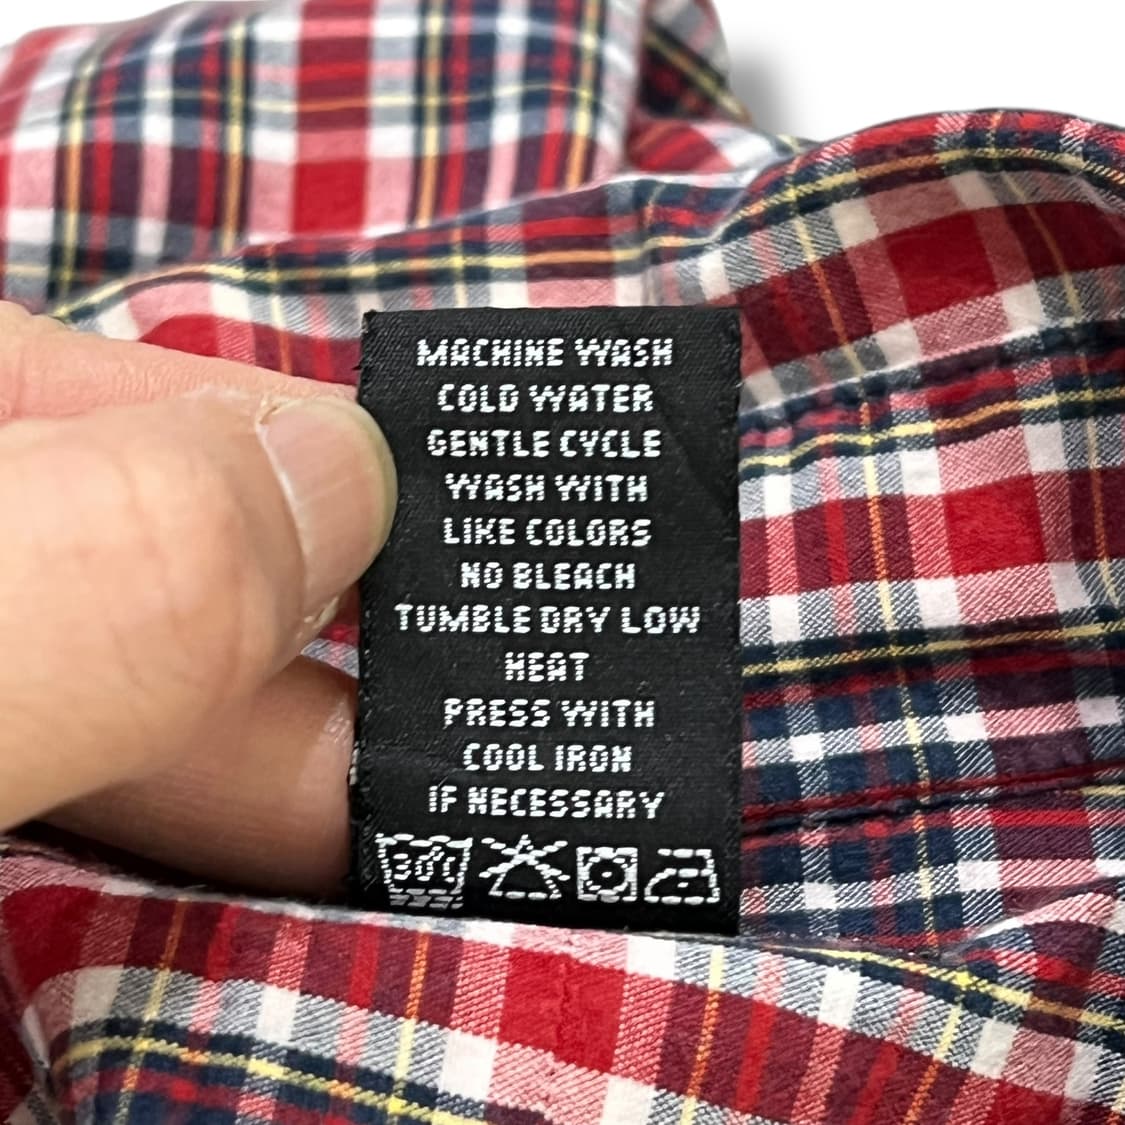 MACHINE WASH
COLD WATER
GENTLE CYCLE
WASH WITH
LIKE COLORS
NO BLEACH
TUMBLE DRY LOW
HEAT
PRESS WITH
COOL IRON
IF NECESSARY
30°C